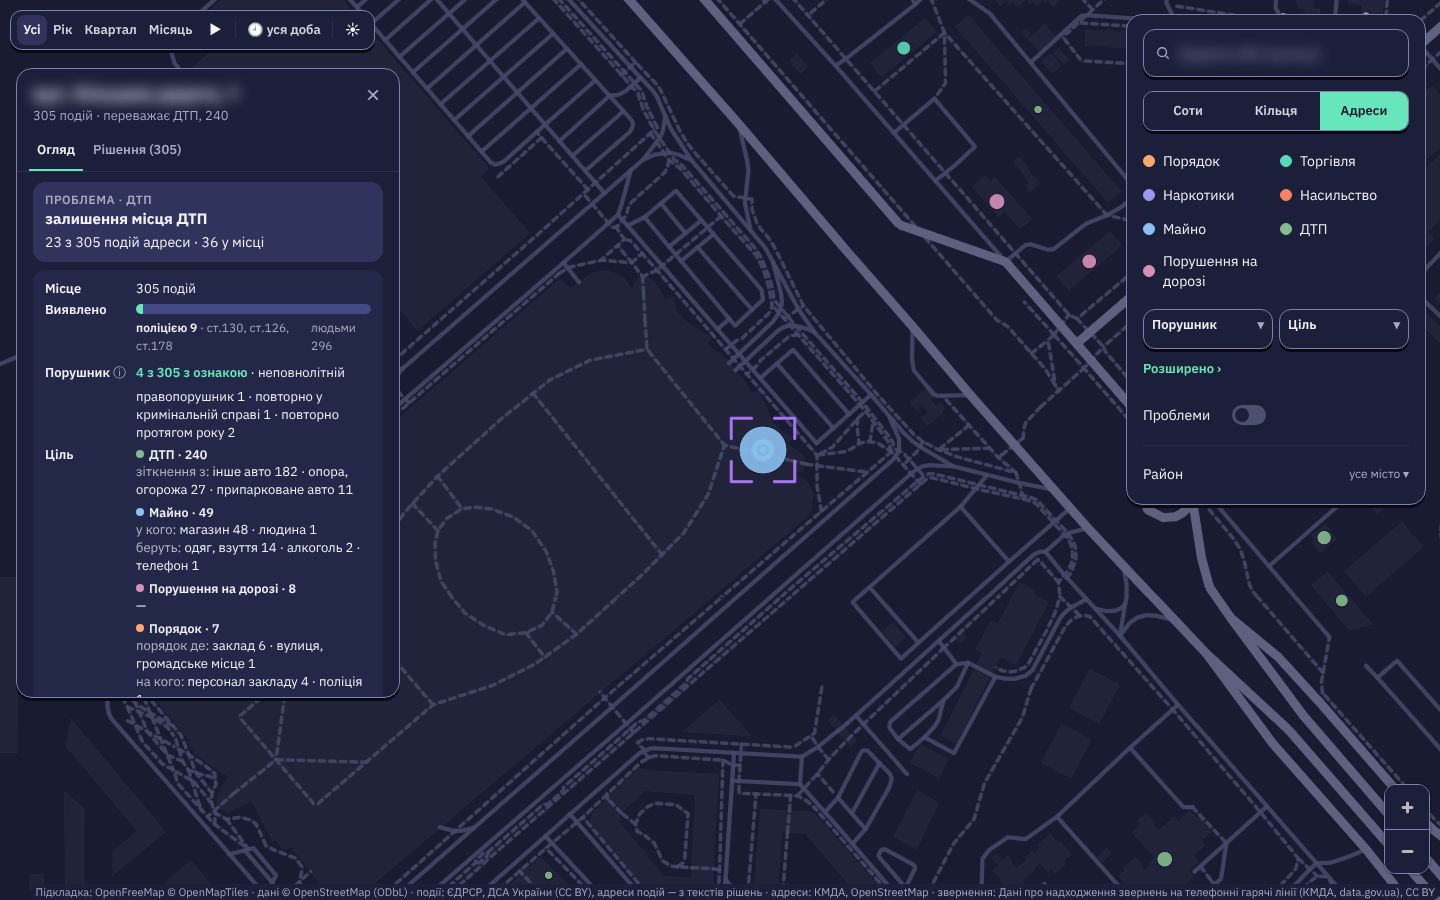 Усі Рік Квартал Місяць ▶ 🕘 уся доба ☀
305 подій · переважає ДТП, 240
Огляд Рішення (305)
ПРОБЛЕМА · ДТП
залишення місця ДТП
23 з 305 подій адреси · 36 у місті
Місце 305 подій
Виявлено
поліцією 9 · ст.130, ст.126, людьми
ст.178 296
Порушник ⓘ 4 з 305 з ознакою · неповнолітній
правопорушник 1 · повторно у
кримінальній справі 1 · повторно
протягом року 2
Ціль ДТП · 240
зіткнення з: інше авто 182 · опора,
огорожа 27 · припарковане авто 11
Майно · 49
у кого: магазин 48 · людина 1
беруть: одяг, взуття 14 · алкоголь 2 ·
телефон 1
Порушення на дорозі · 8
—
Порядок · 7
порядок де: заклад 6 · вулиця,
громадське місце 1
на кого: персонал закладу 4 · поліція
Соти Кільця Адреси
Порядок Торгівля
Наркотики Насильство
Майно ДТП
Порушення на
дорозі
Порушник ▾ Ціль ▾
Розширено ›
Проблеми
Район усе місто ▾
+
−
Підкладка: OpenFreeMap © OpenMapTiles · дані © OpenStreetMap (ODbL) · події: ЄДРСР, ДСА України (CC BY), адреси подій — з текстів рішень · адреси: КМДА, OpenStreetMap · звернення: Дані про надходження звернень на телефонні гарячі лінії (КМДА, data.gov.ua), CC BY